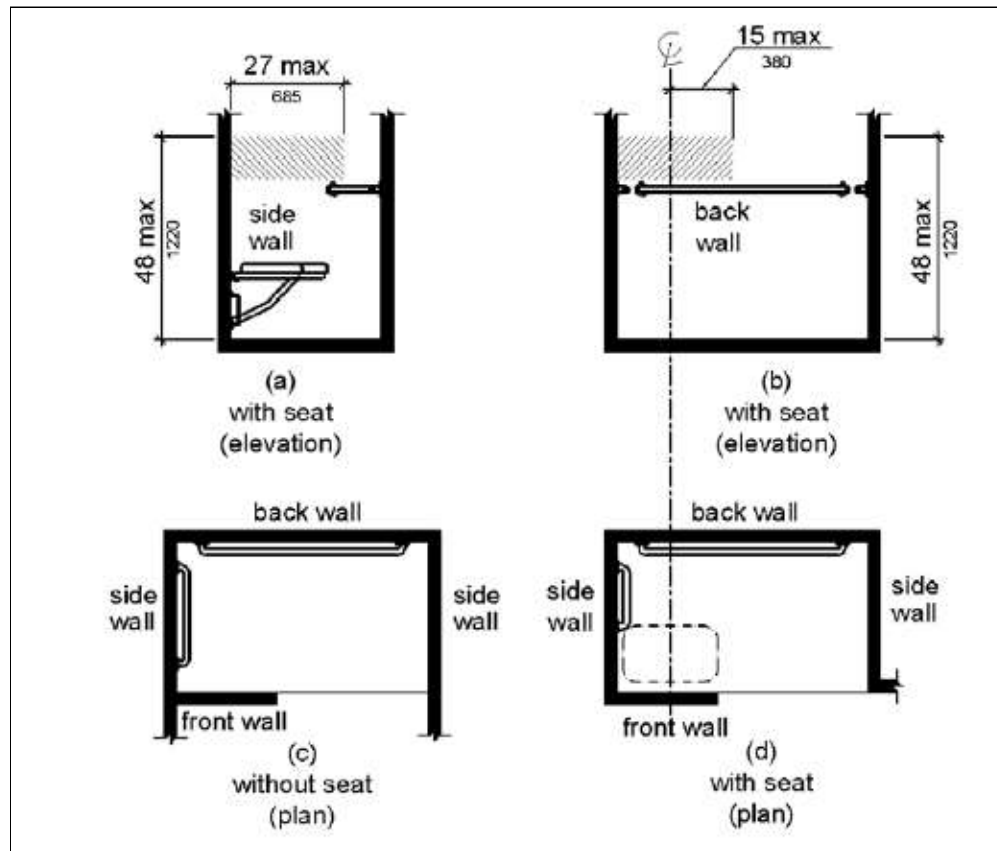 27 max
685
48 max
1220
side
wall
(a)
with seat
(elevation)
℄
15 max
380
back
wall
48 max
1220
(b)
with seat
(elevation)
back wall
side
wall
side
wall
front wall
(c)
without seat
(plan)
back wall
side
wall
side
wall
front wall
(d)
with seat
(plan)